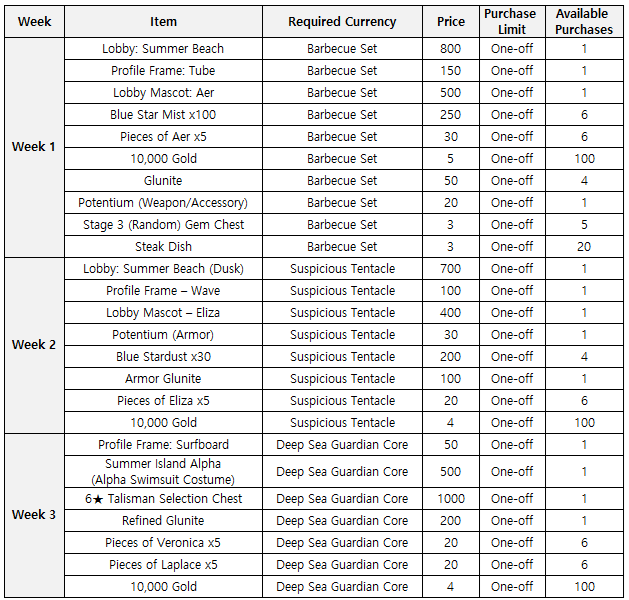 Week Item Required Currency Price Purchase Limit Available Purchases
Week 1
Lobby: Summer Beach Barbecue Set 800 One-off 1
Profile Frame: Tube Barbecue Set 150 One-off 1
Lobby Mascot: Aer Barbecue Set 500 One-off 1
Blue Star Mist x100 Barbecue Set 250 One-off 6
Pieces of Aer x5 Barbecue Set 30 One-off 6
10,000 Gold Barbecue Set 5 One-off 100
Glunite Barbecue Set 50 One-off 4
Potentium (Weapon/Accessory) Barbecue Set 20 One-off 1
Stage 3 (Random) Gem Chest Barbecue Set 3 One-off 5
Steak Dish Barbecue Set 3 One-off 20
Week 2
Lobby: Summer Beach (Dusk) Suspicious Tentacle 700 One-off 1
Profile Frame – Wave Suspicious Tentacle 100 One-off 1
Lobby Mascot – Eliza Suspicious Tentacle 400 One-off 1
Potentium (Armor) Suspicious Tentacle 30 One-off 1
Blue Stardust x30 Suspicious Tentacle 200 One-off 4
Armor Glunite Suspicious Tentacle 100 One-off 1
Pieces of Eliza x5 Suspicious Tentacle 20 One-off 6
10,000 Gold Suspicious Tentacle 4 One-off 100
Week 3
Profile Frame: Surfboard Deep Sea Guardian Core 50 One-off 1
Summer Island Alpha
(Alpha Swimsuit Costume) Deep Sea Guardian Core 500 One-off 1
6★ Talisman Selection Chest Deep Sea Guardian Core 1000 One-off 1
Refined Glunite Deep Sea Guardian Core 200 One-off 1
Pieces of Veronica x5 Deep Sea Guardian Core 20 One-off 6
Pieces of Laplace x5 Deep Sea Guardian Core 20 One-off 6
10,000 Gold Deep Sea Guardian Core 4 One-off 100